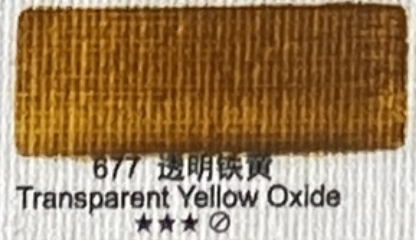 677 透明铁黄
Transparent Yellow Oxide
★★★⊘